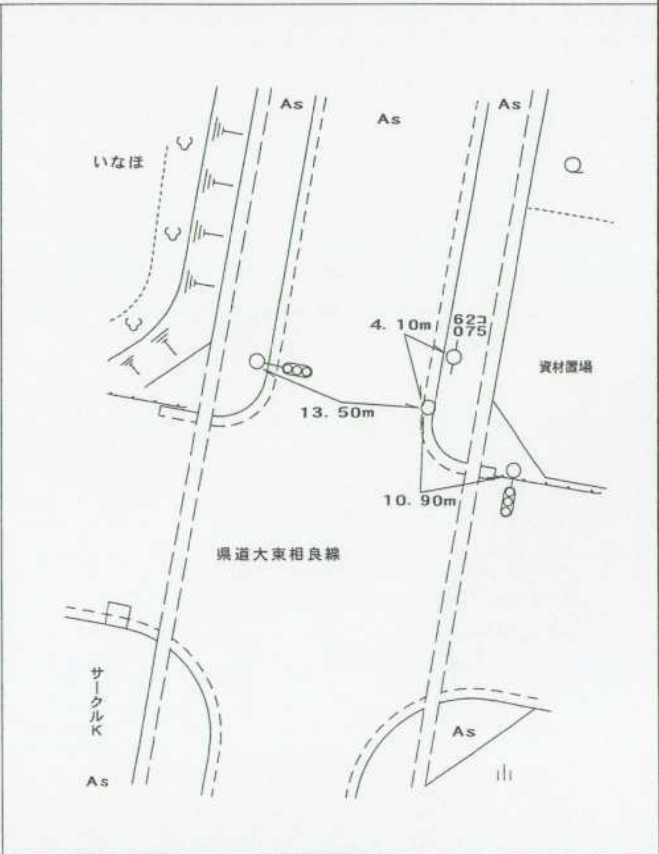 As
As
As
いなほ
4.10m
62コ
075
資材置場
13.50m
10.90m
県道大東相良線
サークルK
As
As